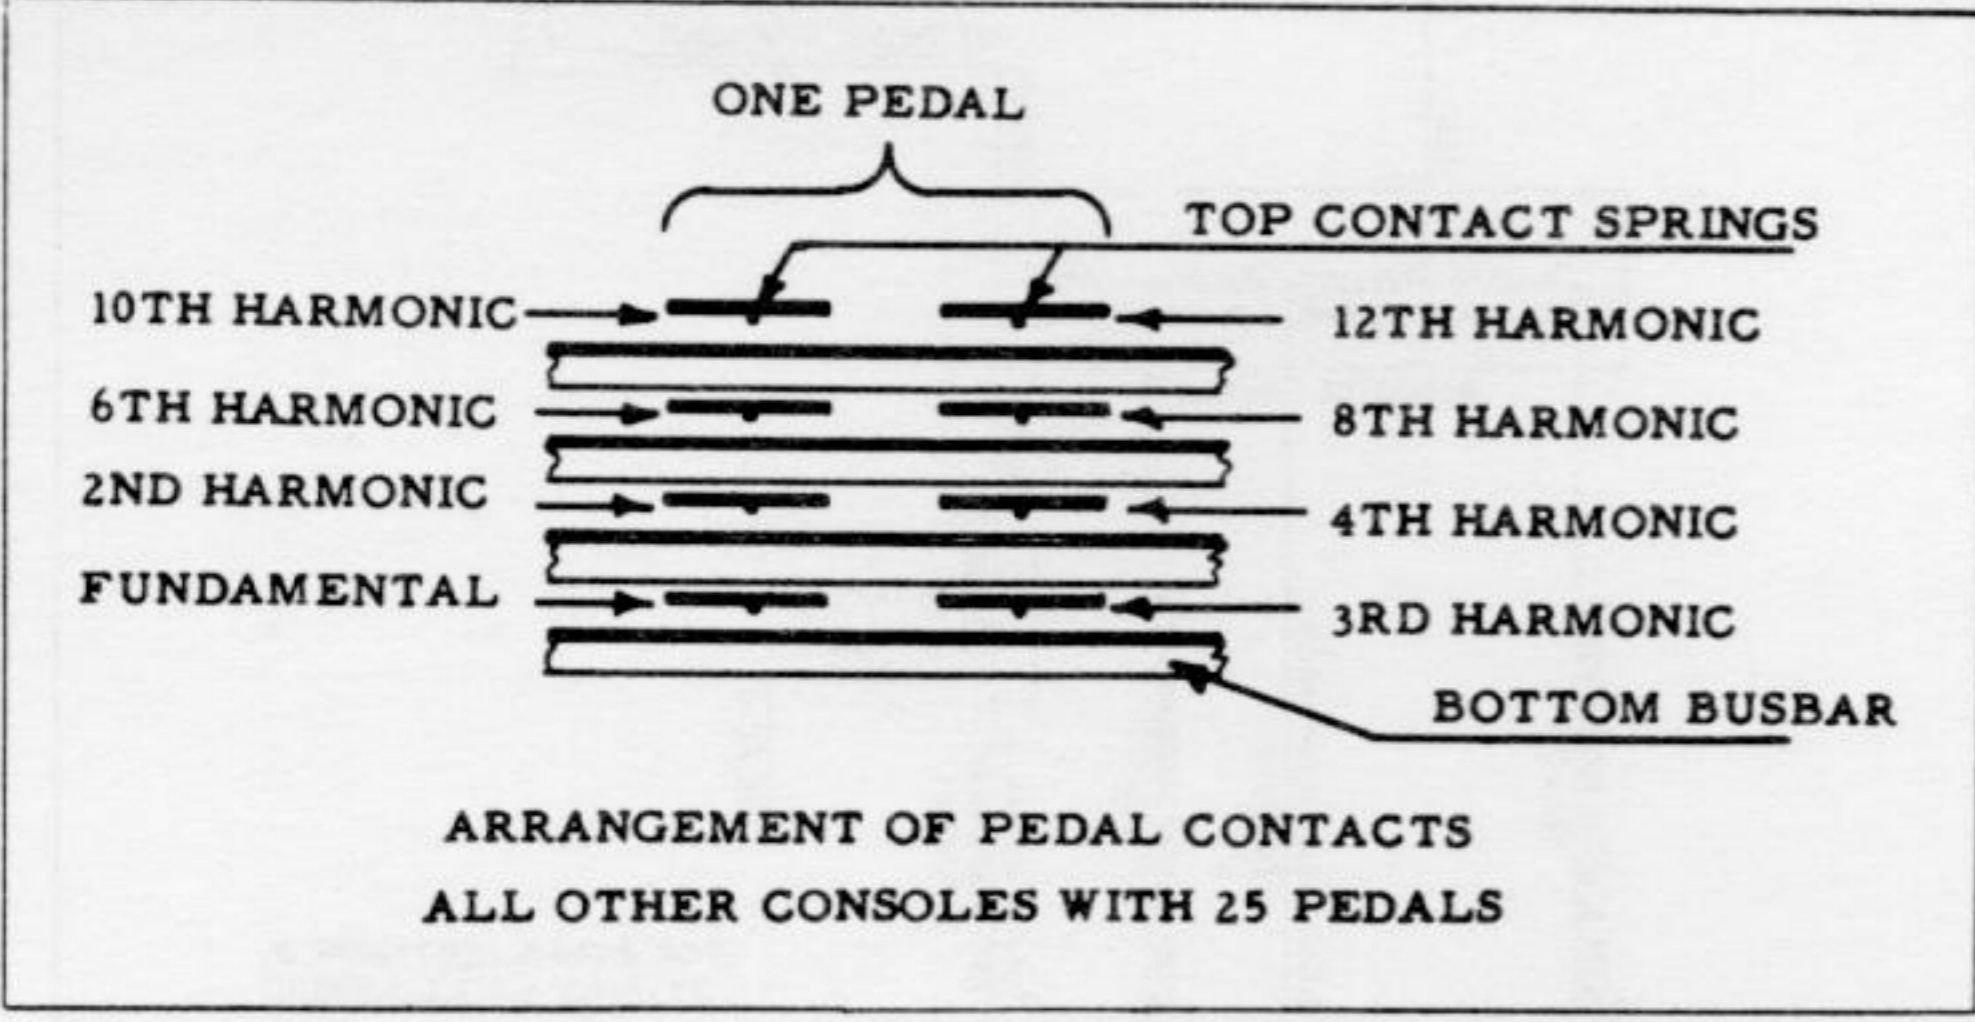 ONE PEDAL
TOP CONTACT SPRINGS
10TH HARMONIC
12TH HARMONIC
6TH HARMONIC
8TH HARMONIC
2ND HARMONIC
4TH HARMONIC
FUNDAMENTAL
3RD HARMONIC
BOTTOM BUSBAR
ARRANGEMENT OF PEDAL CONTACTS
ALL OTHER CONSOLES WITH 25 PEDALS